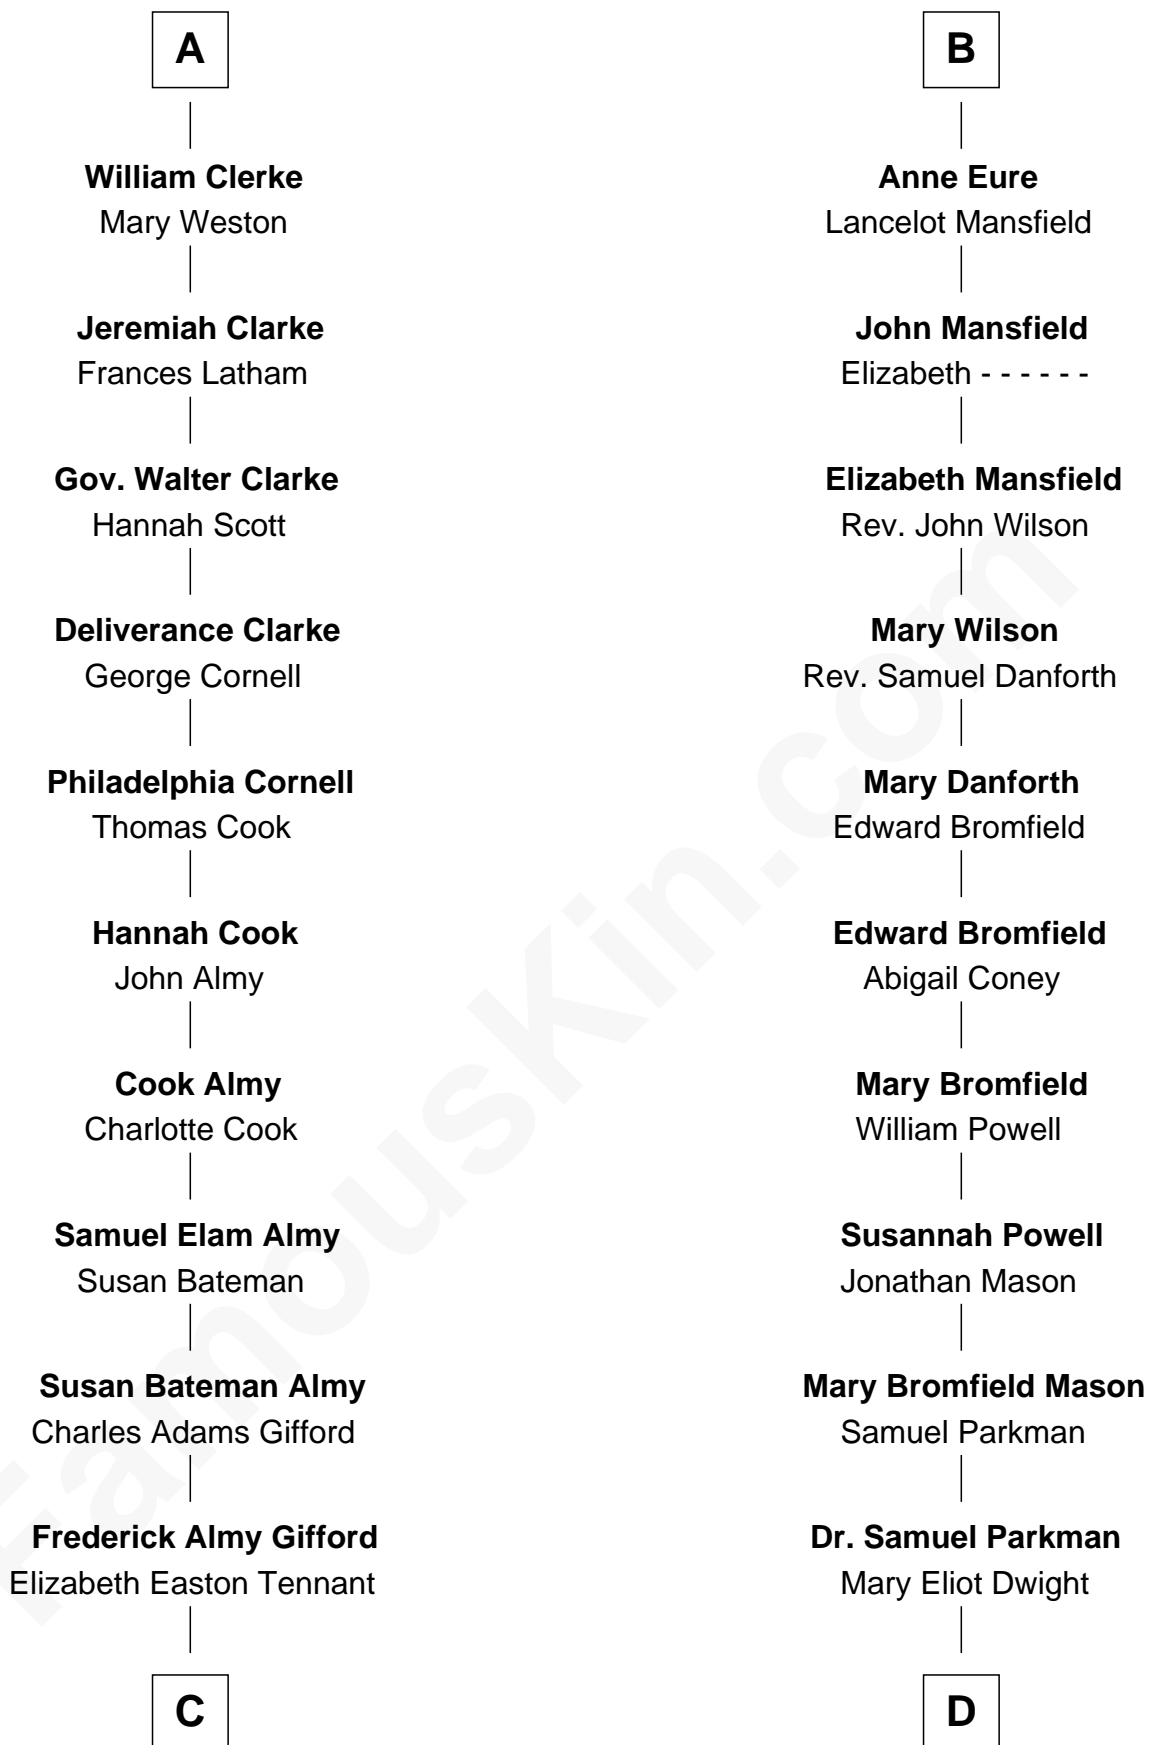 A
William Clerke
Mary Weston
Jeremiah Clarke
Frances Latham
Gov. Walter Clarke
Hannah Scott
Deliverance Clarke
George Cornell
Philadelphia Cornell
Thomas Cook
Hannah Cook
John Almy
Cook Almy
Charlotte Cook
Samuel Elam Almy
Susan Bateman
Susan Bateman Almy
Charles Adams Gifford
Frederick Almy Gifford
Elizabeth Easton Tennant
C
B
Anne Eure
Lancelot Mansfield
John Mansfield
Elizabeth - - - - - -
Elizabeth Mansfield
Rev. John Wilson
Mary Wilson
Rev. Samuel Danforth
Mary Danforth
Edward Bromfield
Edward Bromfield
Abigail Coney
Mary Bromfield
William Powell
Susannah Powell
Jonathan Mason
Mary Bromfield Mason
Samuel Parkman
Dr. Samuel Parkman
Mary Eliot Dwight
D
FamousKin.com